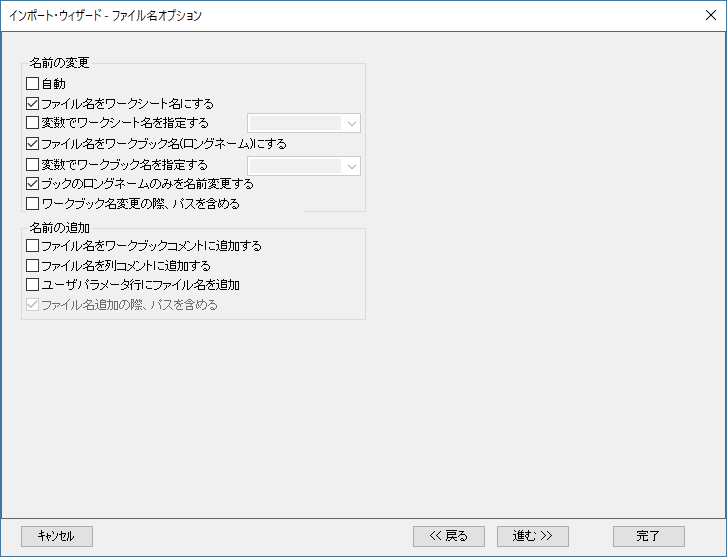 インポート・ウィザード - ファイル名オプション
名前の変更
自動
ファイル名をワークシート名にする
変数でワークシート名を指定する
ファイル名をワークブック名(ロングネーム)にする
変数でワークブック名を指定する
ブックのロングネームのみを名前変更する
ワークブック名変更の際、パスを含める
名前の追加
ファイル名をワークブックコメントに追加する
ファイル名を列コメントに追加する
ユーザパラメータ行にファイル名を追加
ファイル名追加の際、パスを含める
キャンセル
<< 戻る
進む >>
完了